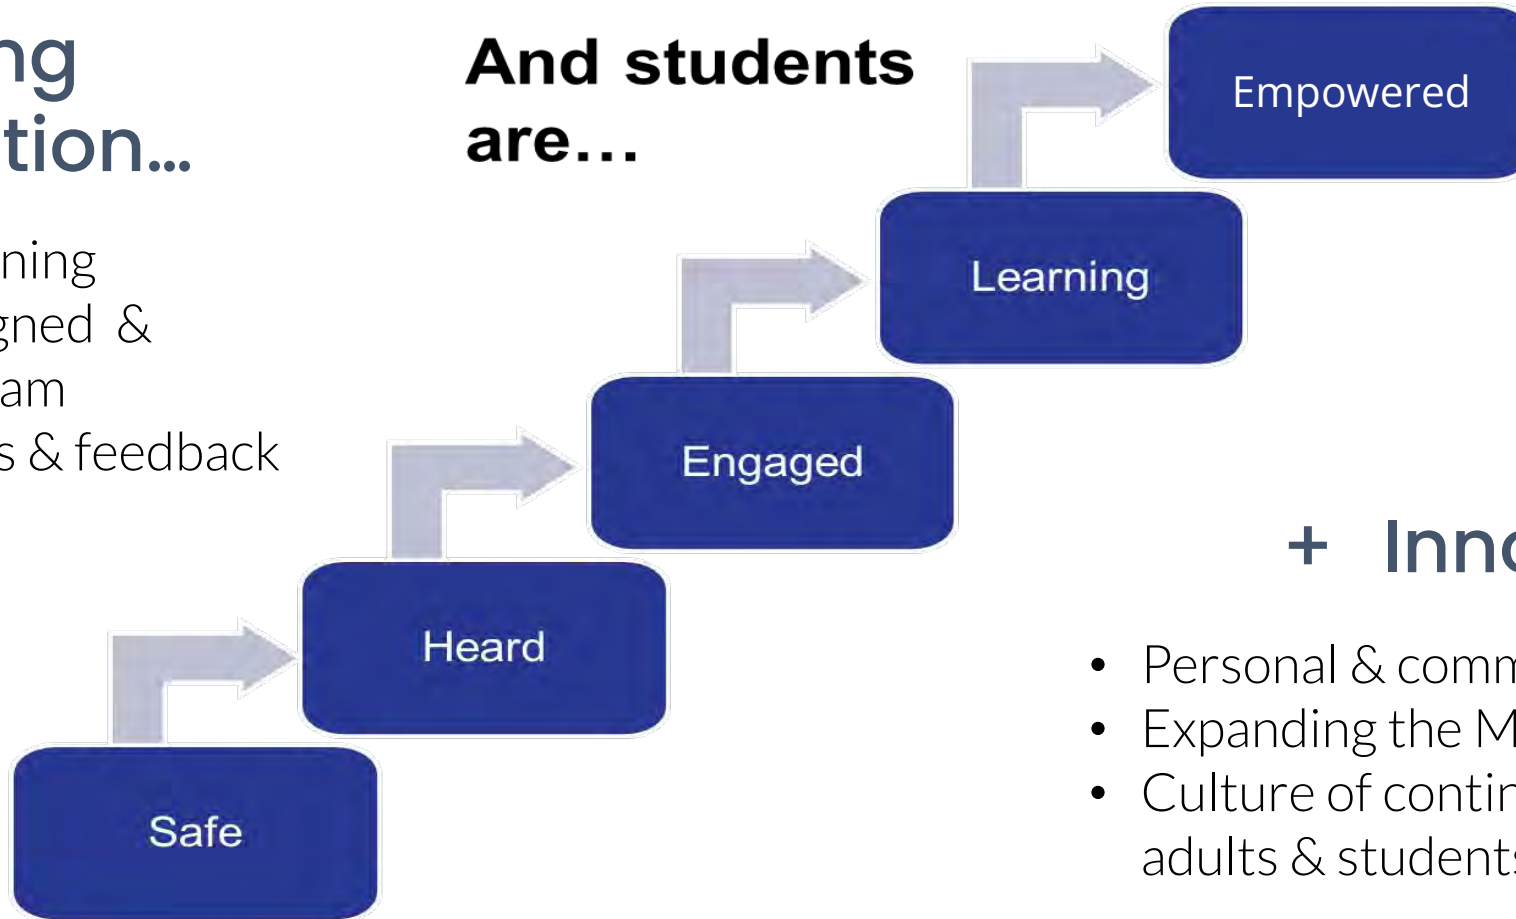 ng
tion…
ning
gned &
am
s & feedback
And students
are…
Empowered
Learning
Engaged
Heard
Safe
+ Inno
• Personal & comm
• Expanding the M
• Culture of contin
adults & students